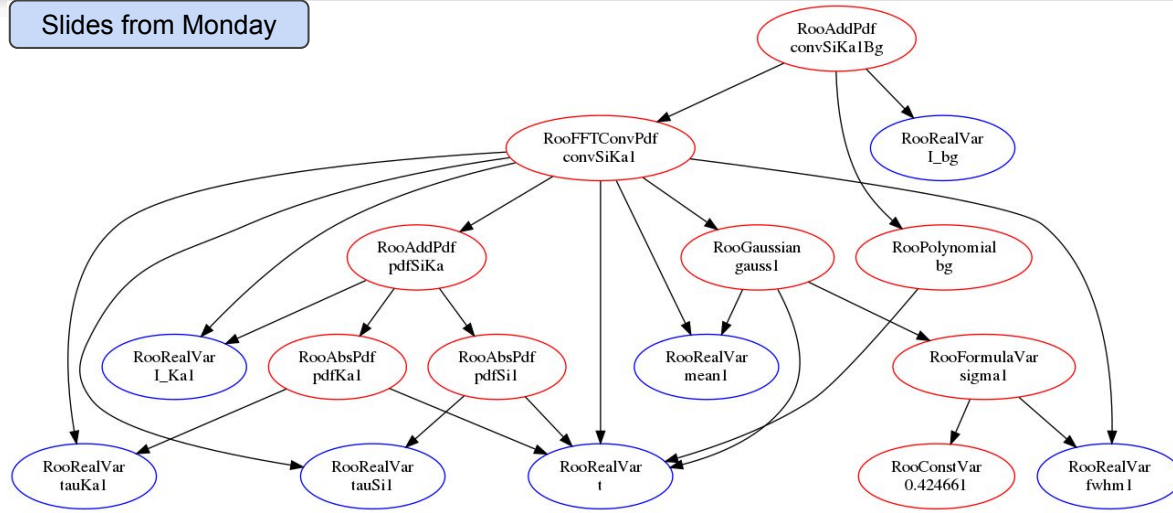 Slides from Monday
RooAddPdf
convSiKa1Bg
RooFFTConvPdf
convSiKa1
RooRealVar
I_bg
RooAddPdf
pdfSiKa
RooGaussian
gauss1
RooPolynomial
bg
RooRealVar
I_Ka1
RooAbsPdf
pdfKa1
RooAbsPdf
pdfSi1
RooRealVar
mean1
RooFormulaVar
sigma1
RooRealVar
tauKa1
RooRealVar
tauSi1
RooRealVar
t
RooConstVar
0.424661
RooRealVar
fwhm1